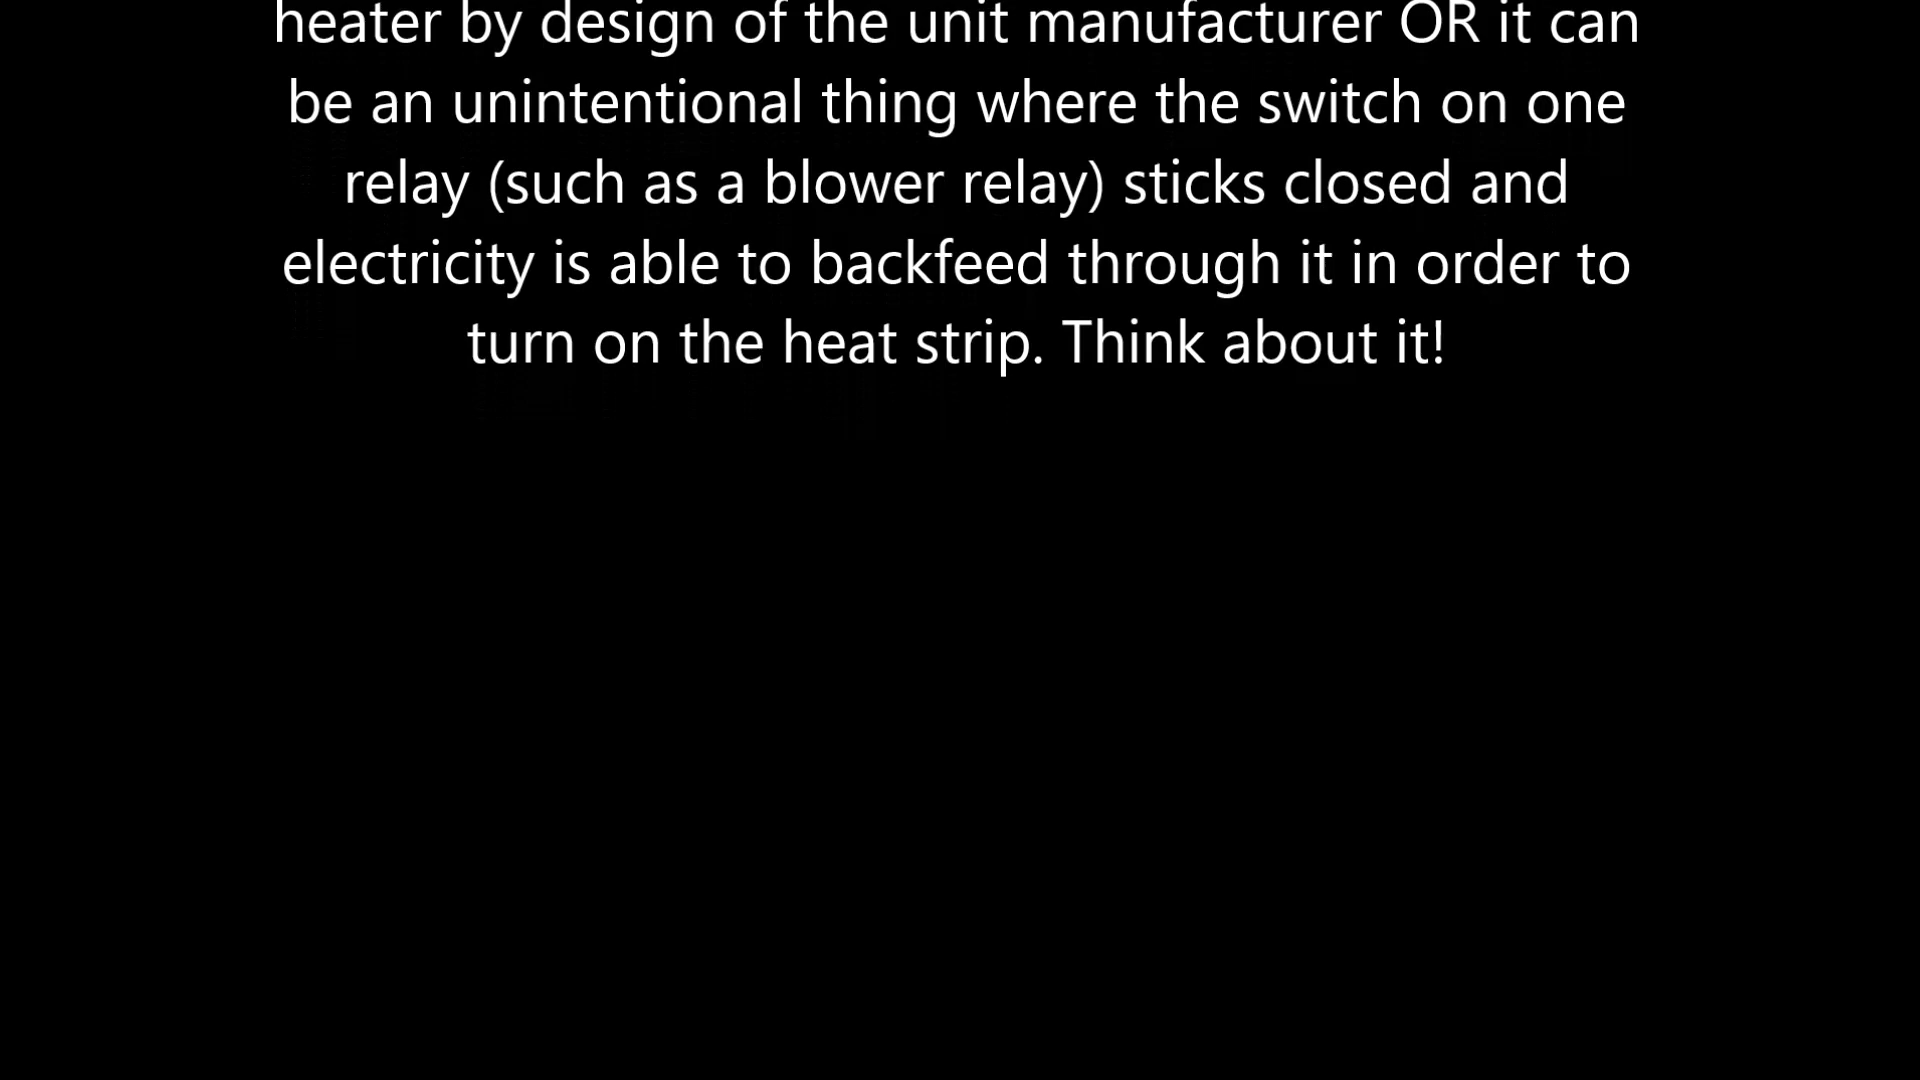 heater by design of the unit manufacturer OR it can
be an unintentional thing where the switch on one
relay (such as a blower relay) sticks closed and
electricity is able to backfeed through it in order to
turn on the heat strip. Think about it!